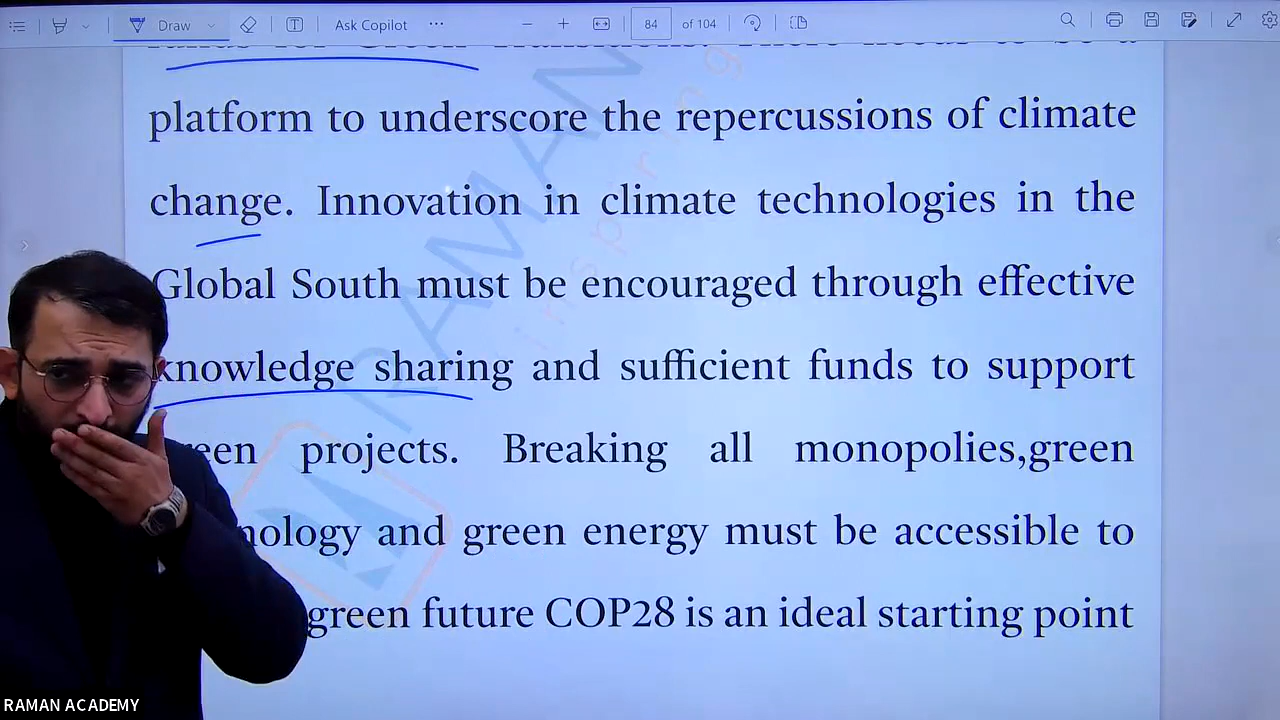 Draw
Ask Copilot
84 of 104
platform to underscore the repercussions of climate
change. Innovation in climate technologies in the
Global South must be encouraged through effective
knowledge sharing and sufficient funds to support
projects. Breaking all monopolies,green
and green energy must be accessible to
green future COP28 is an ideal starting point
RAMAN
RAMAN ACADEMY